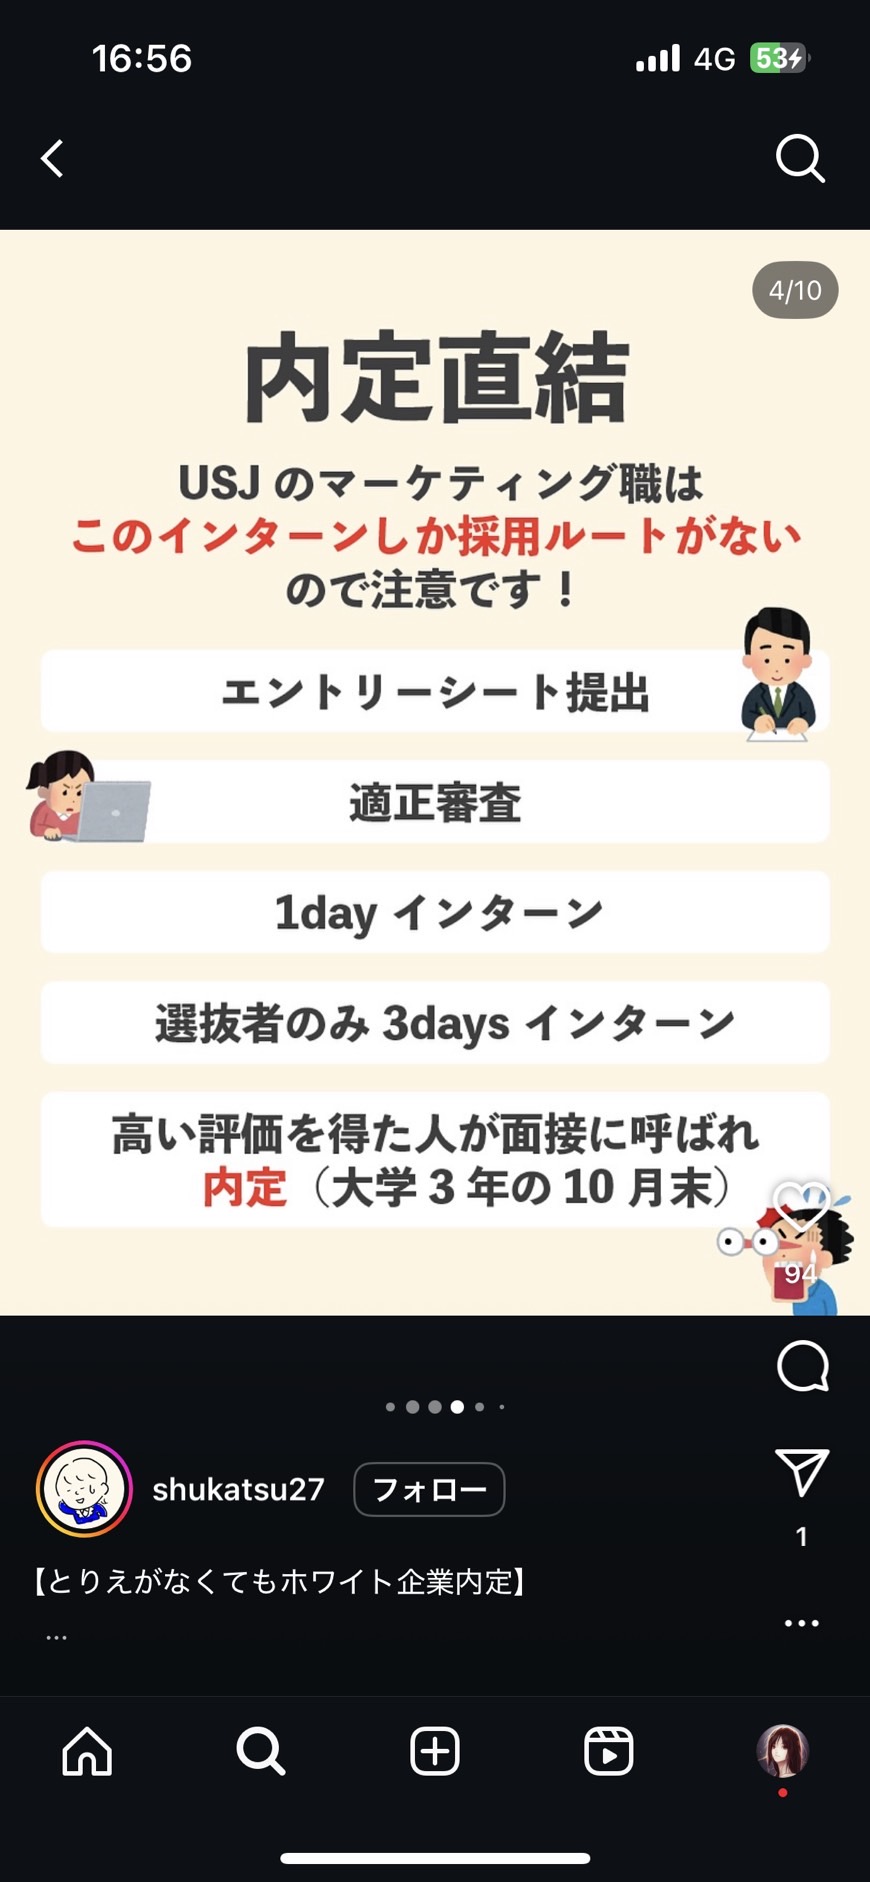 16:56
4G
53
4/10
内定直結
USJ のマーケティング職は
このインターンしか採用ルートがない
ので注意です！
エントリーシート提出
適正審査
1day インターン
選抜者のみ 3days インターン
高い評価を得た人が面接に呼ばれ
内定（大学 3 年の 10 月末）
94
shukatsu27
フォロー
1
【とりえがなくてもホワイト企業内定】
...